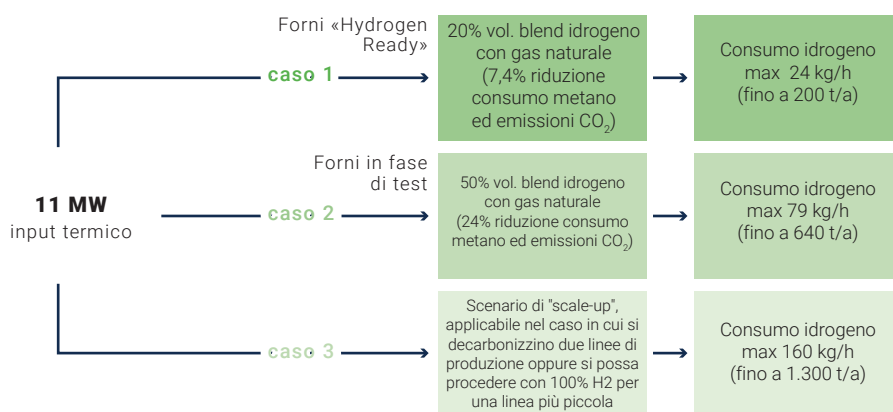 Forni «Hydrogen
Ready»
caso 1
20% vol. blend idrogeno
con gas naturale
(7,4% riduzione
consumo metano
ed emissioni CO₂)
Consumo idrogeno
max 24 kg/h
(fino a 200 t/a)
11 MW
input termico
Forni in fase
di test
caso 2
50% vol. blend idrogeno
con gas naturale
(24% riduzione consumo
metano ed emissioni CO₂)
Consumo idrogeno
max 79 kg/h
(fino a 640 t/a)
caso 3
Scenario di "scale-up",
applicabile nel caso in cui si
decarbonizzino due linee di
produzione oppure si possa
procedere con 100% H2 per
una linea più piccola
Consumo idrogeno
max 160 kg/h
(fino a 1.300 t/a)